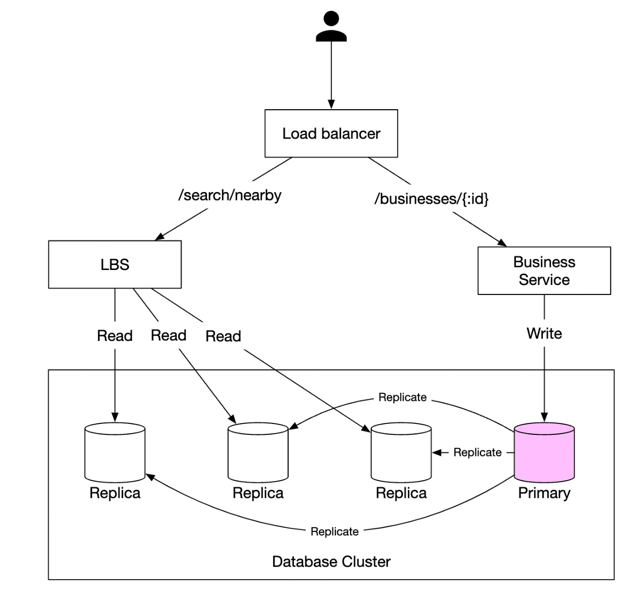 Load balancer
/search/nearby
/businesses/{:id}
LBS
Business
Service
Read
Read
Read
Write
Replicate
Replicate
Replica
Replica
Replica
Primary
Replicate
Database Cluster